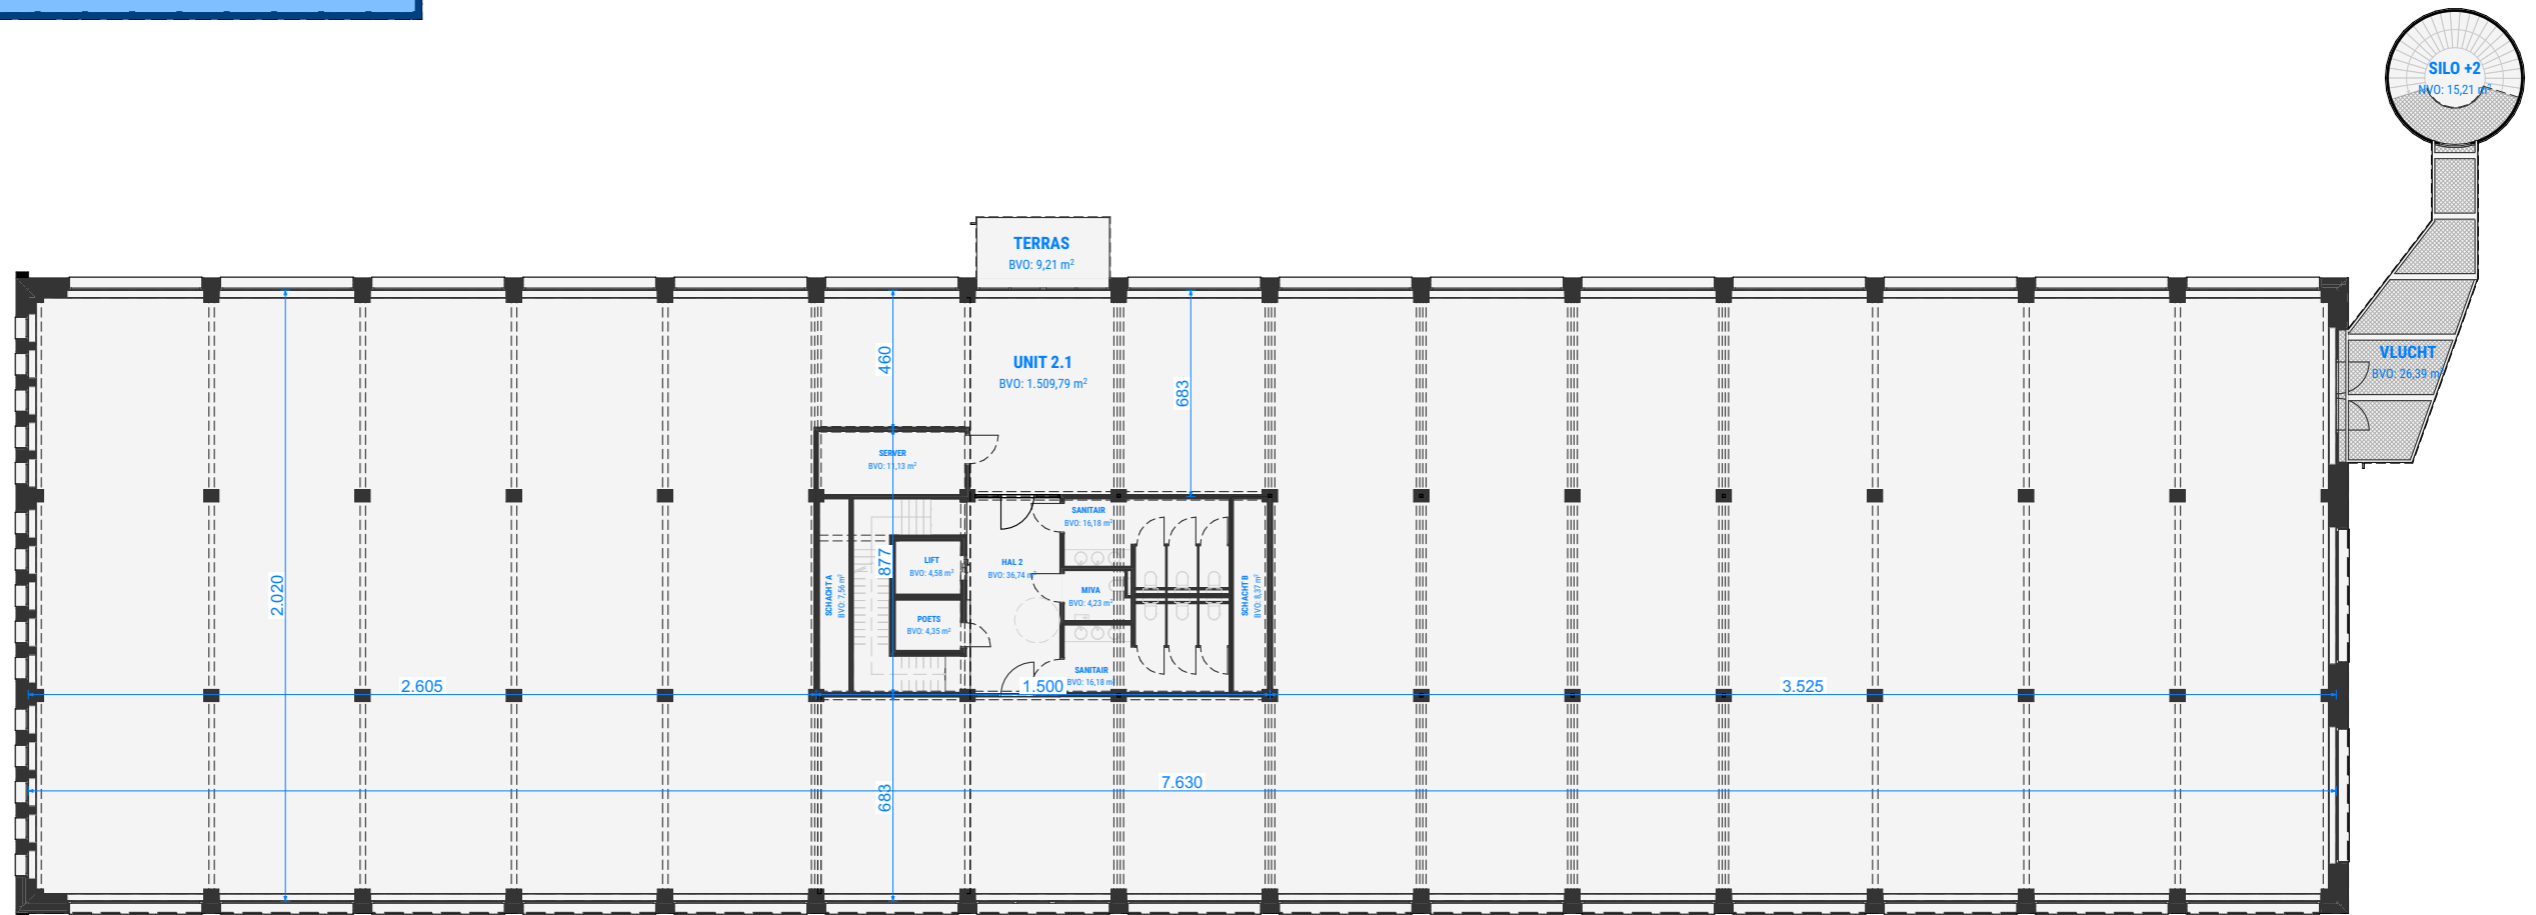 SILO +2
NVO: 15,21 m²
TERRAS
BVO: 9,21 m²
460
UNIT 2.1
BVO: 1.509,79 m²
683
VLUCHT
BVO: 26,39 m²
SERVER
BVO: 11,13 m²
SANITAIR
BVO: 16,18 m²
2.020
877
LIFT
BVO: 4,58 m²
HAL 2
BVO: 36,74 m²
SCHACHT A
BVO: 7,56 m²
MIVA
BVO: 4,23 m²
SCHACHT B
BVO: 8,37 m²
POETS
BVO: 4,35 m²
SANITAIR
BVO: 16,18 m²
2.605
1.500
3.525
683
7.630